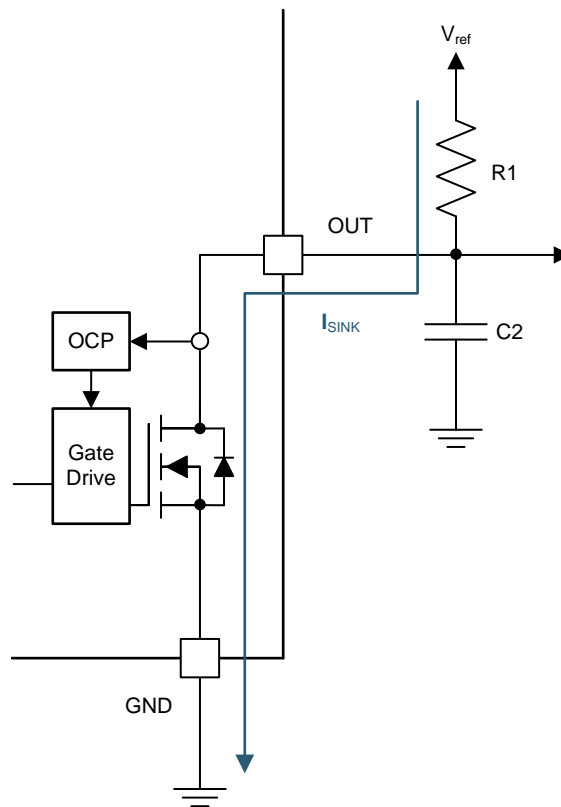 Vref
R1
OUT
ISINK
C2
OCP
Gate
Drive
GND